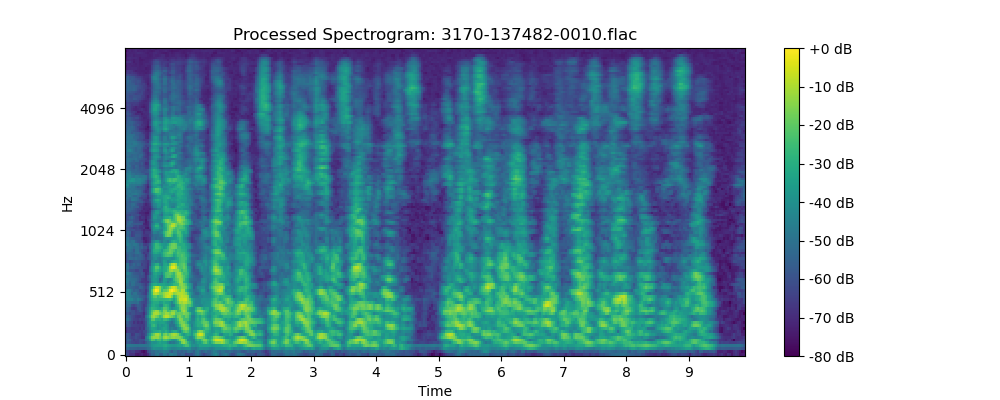 Processed Spectrogram: 3170-137482-0010.flac
+0 dB
-10 dB
-20 dB
-30 dB
-40 dB
-50 dB
-60 dB
-70 dB
-80 dB
4096
2048
1024
512
0
Hz
0 1 2 3 4 5 6 7 8 9
Time